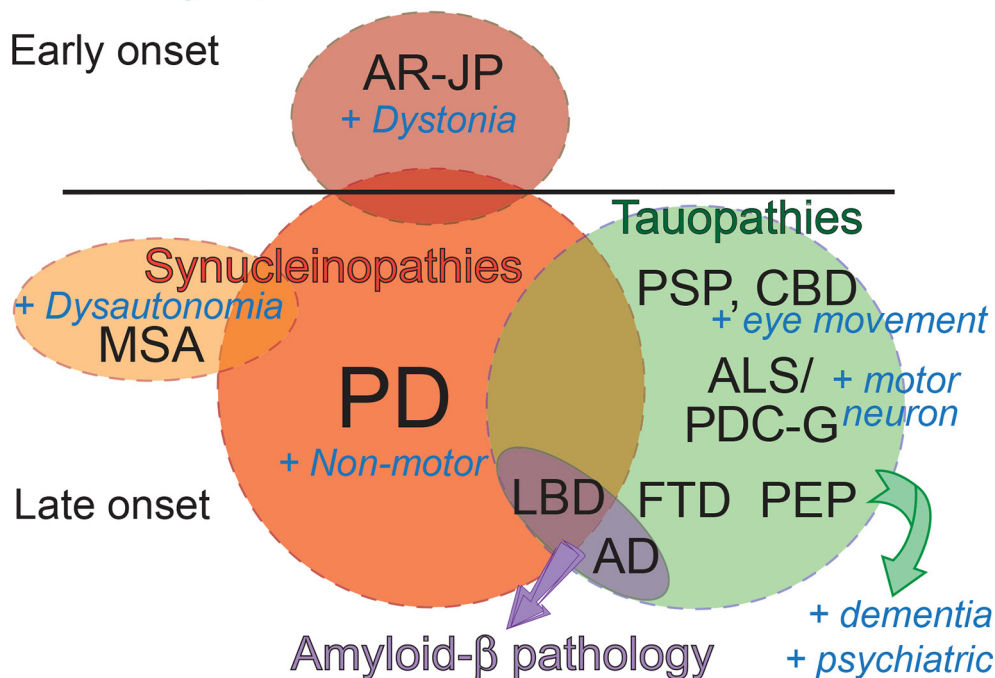 Early onset
AR-JP
+ Dystonia
Tauopathies
Synucleinopathies
+ Dysautonomia
MSA
PSP, CBD
+ eye movement
PD
+ Non-motor
ALS/
PDC-G
+ motor
neuron
Late onset
LBD
FTD PEP
AD
+ dementia
+ psychiatric
Amyloid-β pathology